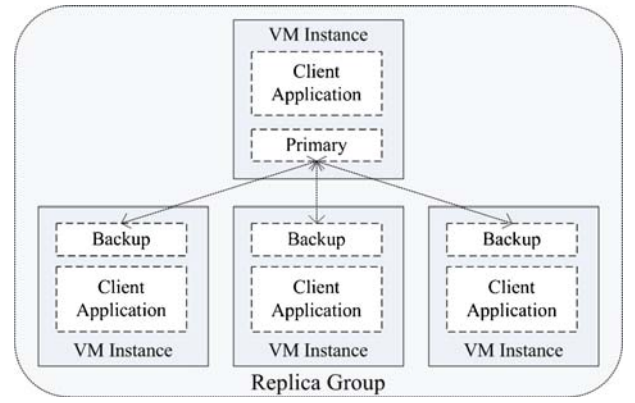 VM Instance
Client
Application
Primary
Backup
Client
Application
VM Instance
Backup
Client
Application
VM Instance
Backup
Client
Application
VM Instance
Replica Group